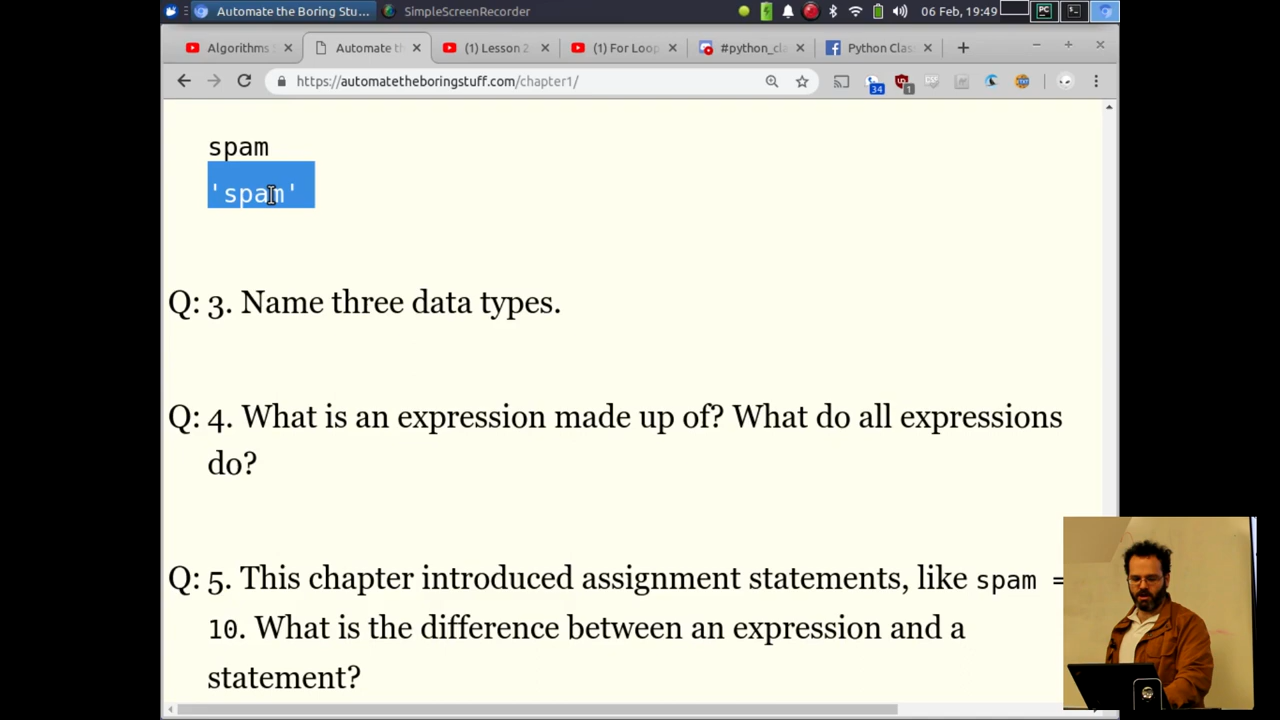 Automate the Boring Stu...
SimpleScreenRecorder
06 Feb, 19:49
Algorithms
Automate th
(1) Lesson 2
(1) For Loop
#python_cla
Python Clas
https://automatetheboringstuff.com/chapter1/
34
1
spam
'spam'
Q: 3. Name three data types.
Q: 4. What is an expression made up of? What do all expressions
do?
Q: 5. This chapter introduced assignment statements, like spam =
10. What is the difference between an expression and a
statement?